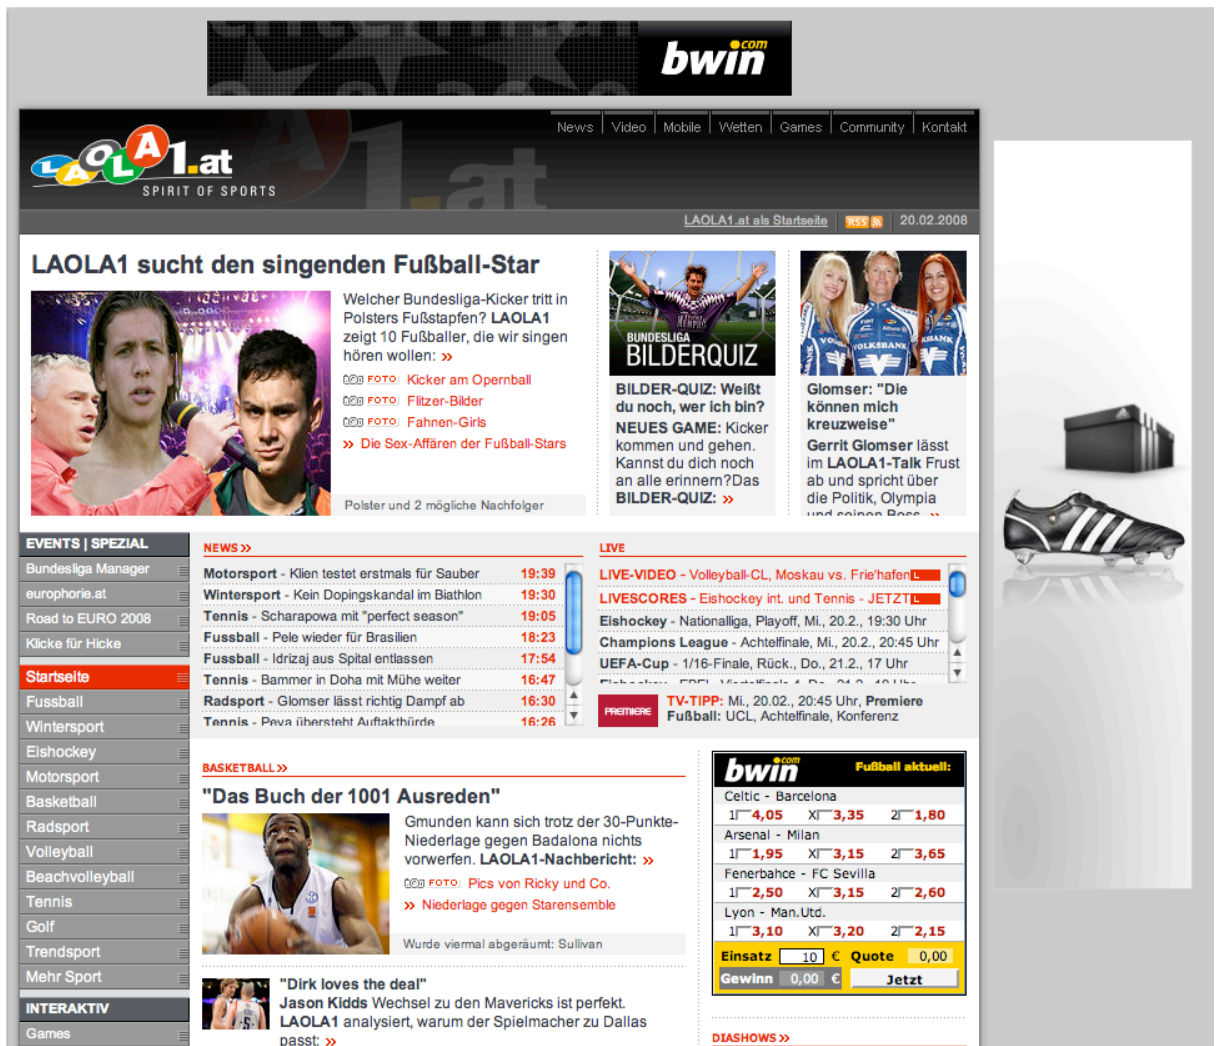 bwin.com
News | Video | Mobile | Wetten | Games | Community | Kontakt
LAOLA1.at
SPIRIT OF SPORTS
LAOLA1.at als Startseite RSS 20.02.2008
LAOLA1 sucht den singenden Fußball-Star
Welcher Bundesliga-Kicker tritt in
Polsters Fußstapfen? LAOLA1
zeigt 10 Fußballer, die wir singen
hören wollen: »
FOTO Kicker am Opernball
FOTO Flitzer-Bilder
FOTO Fahnen-Girls
» Die Sex-Affären der Fußball-Stars
Polster und 2 mögliche Nachfolger
BUNDESLIGA
BILDERQUIZ
BILDER-QUIZ: Weißt
du noch, wer ich bin?
NEUES GAME: Kicker
kommen und gehen.
Kannst du dich noch
an alle erinnern?Das
BILDER-QUIZ: »
VOLKSBANK
VOLKSBANK
Glomser: "Die
können mich
kreuzweise"
Gerrit Glomser lässt
im LAOLA1-Talk Frust
ab und spricht über
die Politik, Olympia
und seinen Boss. »
EVENTS | SPEZIAL
Bundesliga Manager
europhorie.at
Road to EURO 2008
Klicke für Hicke
Startseite
Fussball
Wintersport
Eishockey
Motorsport
Basketball
Radsport
Volleyball
Beachvolleyball
Tennis
Golf
Trendsport
Mehr Sport
INTERAKTIV
Games
NEWS »
Motorsport - Klien testet erstmals für Sauber 19:39
Wintersport - Kein Dopingskandal im Biathlon 19:30
Tennis - Scharapowa mit "perfect season" 19:05
Fussball - Pele wieder für Brasilien 18:23
Fussball - Idrizaj aus Spital entlassen 17:54
Tennis - Bammer in Doha mit Mühe weiter 16:47
Radsport - Glomser lässt richtig Dampf ab 16:30
Tennis - Peya übersteht Auftakthürde 16:26
LIVE
LIVE-VIDEO - Volleyball-CL, Moskau vs. Frie'hafen L
LIVESCORES - Eishockey int. und Tennis - JETZT L
Eishockey - Nationalliga, Playoff, Mi., 20.2., 19:30 Uhr
Champions League - Achtelfinale, Mi., 20.2., 20:45 Uhr
UEFA-Cup - 1/16-Finale, Rück., Do., 21.2., 17 Uhr
PREMIERE
TV-TIPP: Mi., 20.02., 20:45 Uhr, Premiere
Fußball: UCL, Achtelfinale, Konferenz
BASKETBALL »
"Das Buch der 1001 Ausreden"
Gmunden kann sich trotz der 30-Punkte-
Niederlage gegen Badalona nichts
vorwerfen. LAOLA1-Nachbericht: »
FOTO Pics von Ricky und Co.
» Niederlage gegen Starensemble
Wurde viermal abgeräumt: Sullivan
"Dirk loves the deal"
Jason Kidds Wechsel zu den Mavericks ist perfekt.
LAOLA1 analysiert, warum der Spielmacher zu Dallas
passt: »
bwin.com Fußball aktuell:
Celtic - Barcelona
1 4,05 X 3,35 2 1,80
Arsenal - Milan
1 1,95 X 3,15 2 3,65
Fenerbahce - FC Sevilla
1 2,50 X 3,15 2 2,60
Lyon - Man.Utd.
1 3,10 X 3,20 2 2,15
Einsatz 10 € Quote 0,00
Gewinn 0,00 € Jetzt
DIASHOWS »